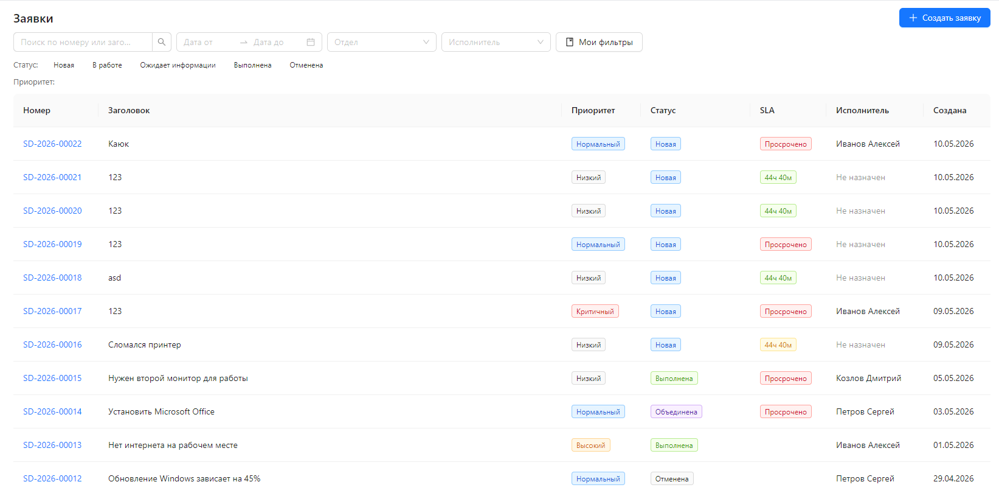 Заявки
+ Создать заявку
Поиск по номеру или заго... Дата от → Дата до Отдел Исполнитель Мои фильтры
Статус: Новая В работе Ожидает информации Выполнена Отменена
Приоритет:
Номер Заголовок Приоритет Статус SLA Исполнитель Создана
SD-2026-00022 Каюк Нормальный Новая Просрочено Иванов Алексей 10.05.2026
SD-2026-00021 123 Низкий Новая 44ч 40м Не назначен 10.05.2026
SD-2026-00020 123 Низкий Новая 44ч 40м Не назначен 10.05.2026
SD-2026-00019 123 Нормальный Новая Просрочено Не назначен 10.05.2026
SD-2026-00018 asd Низкий Новая 44ч 40м Не назначен 10.05.2026
SD-2026-00017 123 Критичный Новая Просрочено Иванов Алексей 09.05.2026
SD-2026-00016 Сломался принтер Низкий Новая 44ч 40м Не назначен 09.05.2026
SD-2026-00015 Нужен второй монитор для работы Низкий Выполнена Просрочено Козлов Дмитрий 05.05.2026
SD-2026-00014 Установить Microsoft Office Нормальный Объединена Просрочено Петров Сергей 03.05.2026
SD-2026-00013 Нет интернета на рабочем месте Высокий Выполнена Иванов Алексей 01.05.2026
SD-2026-00012 Обновление Windows зависает на 45% Нормальный Отменена Петров Сергей 29.04.2026